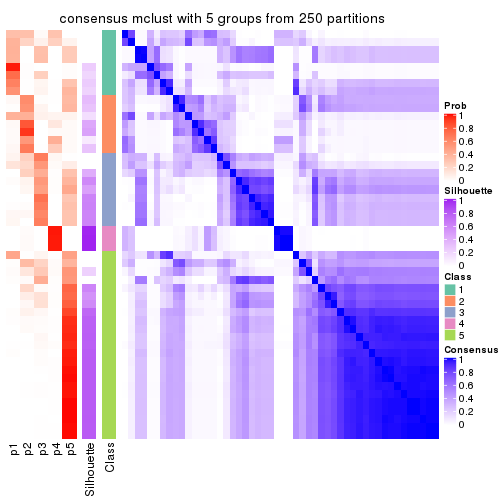 consensus mclust with 5 groups from 250 partitions
Prob
1
0.8
0.6
0.4
0.2
0
Silhouette
1
0.8
0.6
0.4
0.2
0
Class
1
2
3
4
5
Consensus
1
0.8
0.6
0.4
0.2
0
p1
p2
p3
p4
p5
Silhouette
Class